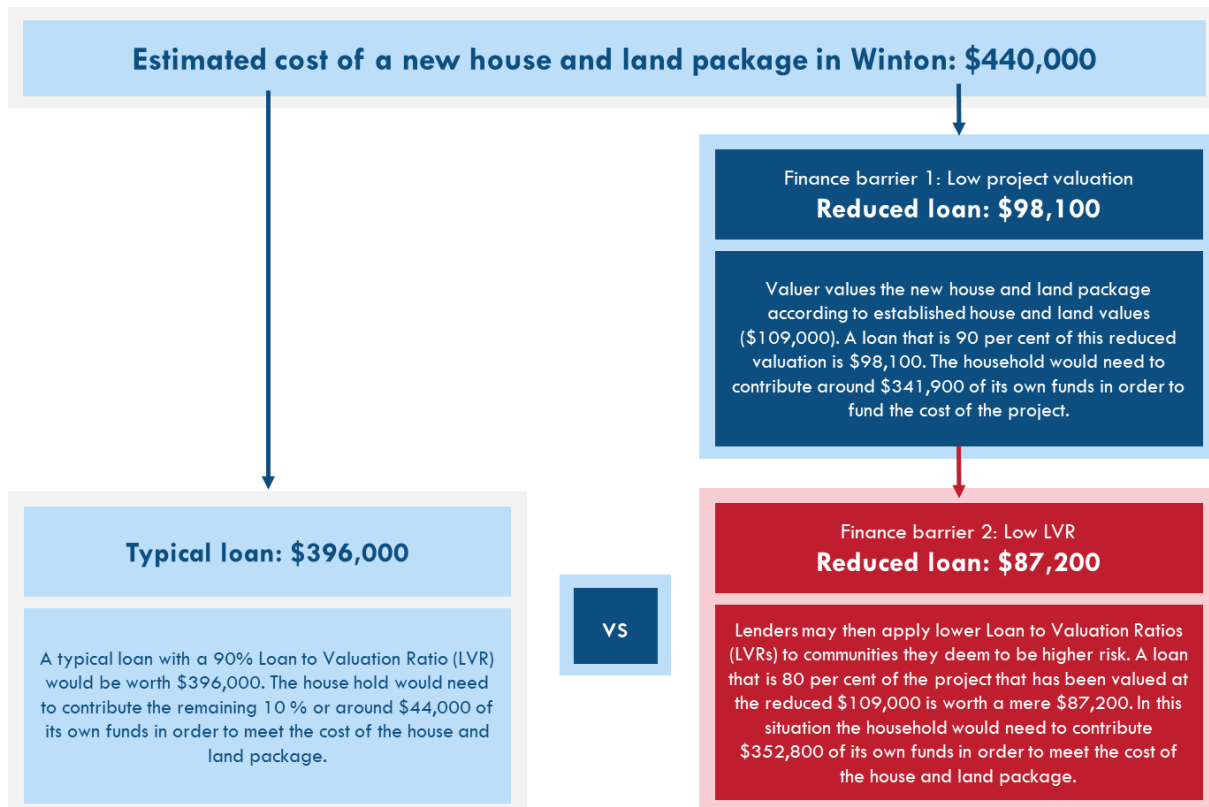 Estimated cost of a new house and land package in Winton: $440,000
Finance barrier 1: Low project valuation
Reduced loan: $98,100
Valuer values the new house and land package
according to established house and land values
($109,000). A loan that is 90 per cent of this reduced
valuation is $98,100. The household would need to
contribute around $341,900 of its own funds in order to
fund the cost of the project.
Typical loan: $396,000
A typical loan with a 90% Loan to Valuation Ratio (LVR)
would be worth $396,000. The house hold would need
to contribute the remaining 10 % or around $44,000 of
its own funds in order to meet the cost of the house and
land package.
vs
Finance barrier 2: Low LVR
Reduced loan: $87,200
Lenders may then apply lower Loan to Valuation Ratios
(LVRs) to communities they deem to be higher risk. A loan
that is 80 per cent of the project that has been valued at
the reduced $109,000 is worth a mere $87,200. In this
situation the household would need to contribute
$352,800 of its own funds in order to meet the cost of
the house and land package.